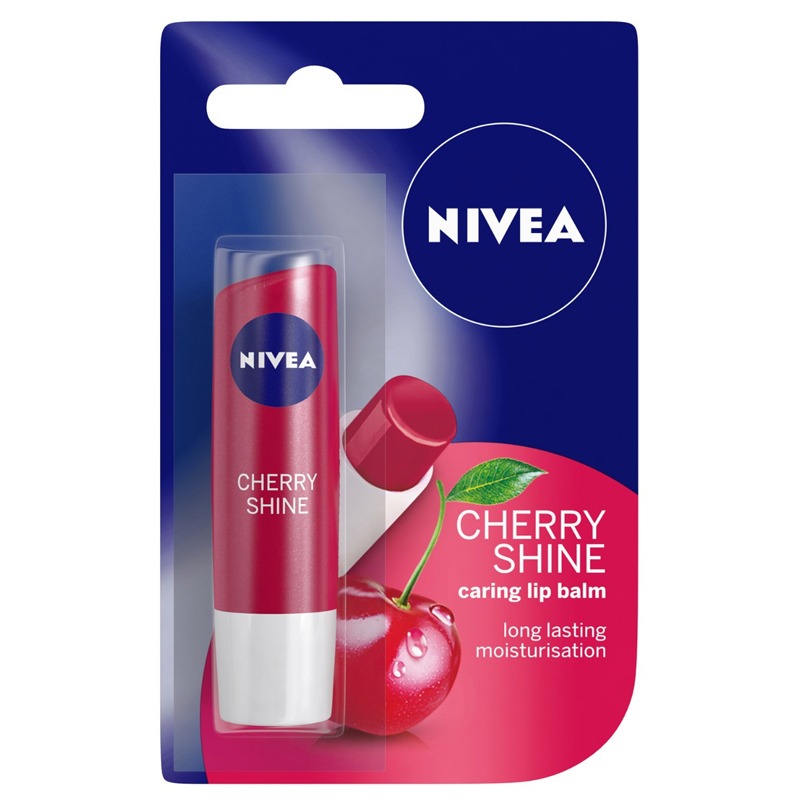 NIVEA
NIVEA
CHERRY
SHINE
CHERRY
SHINE
caring lip balm
long lasting
moisturisation